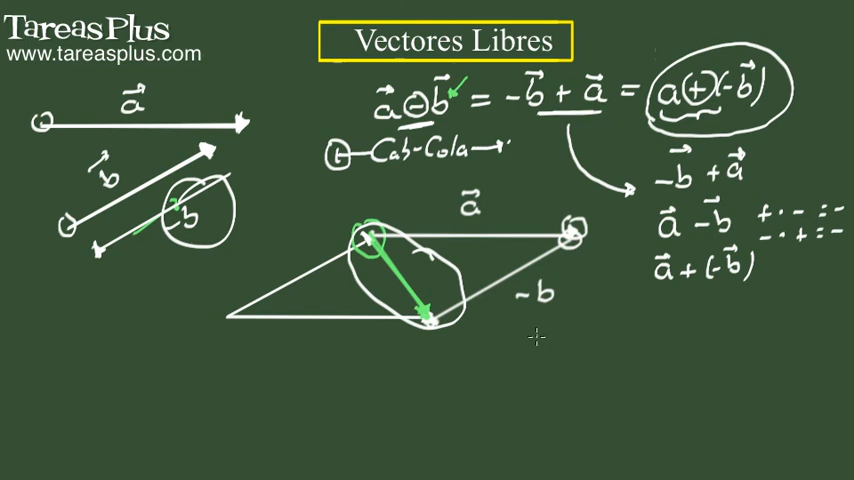 TareasPlus
www.tareasplus.com
Vectores Libres
a⃗ - b⃗ = -b⃗ + a⃗ = a + (-b⃗)
Cab-Cola
a⃗
b⃗
-b
-b⃗ + a⃗
a⃗ - b⃗
+ · - = -
- · + = -
a⃗ + (-b⃗)
a⃗
-b